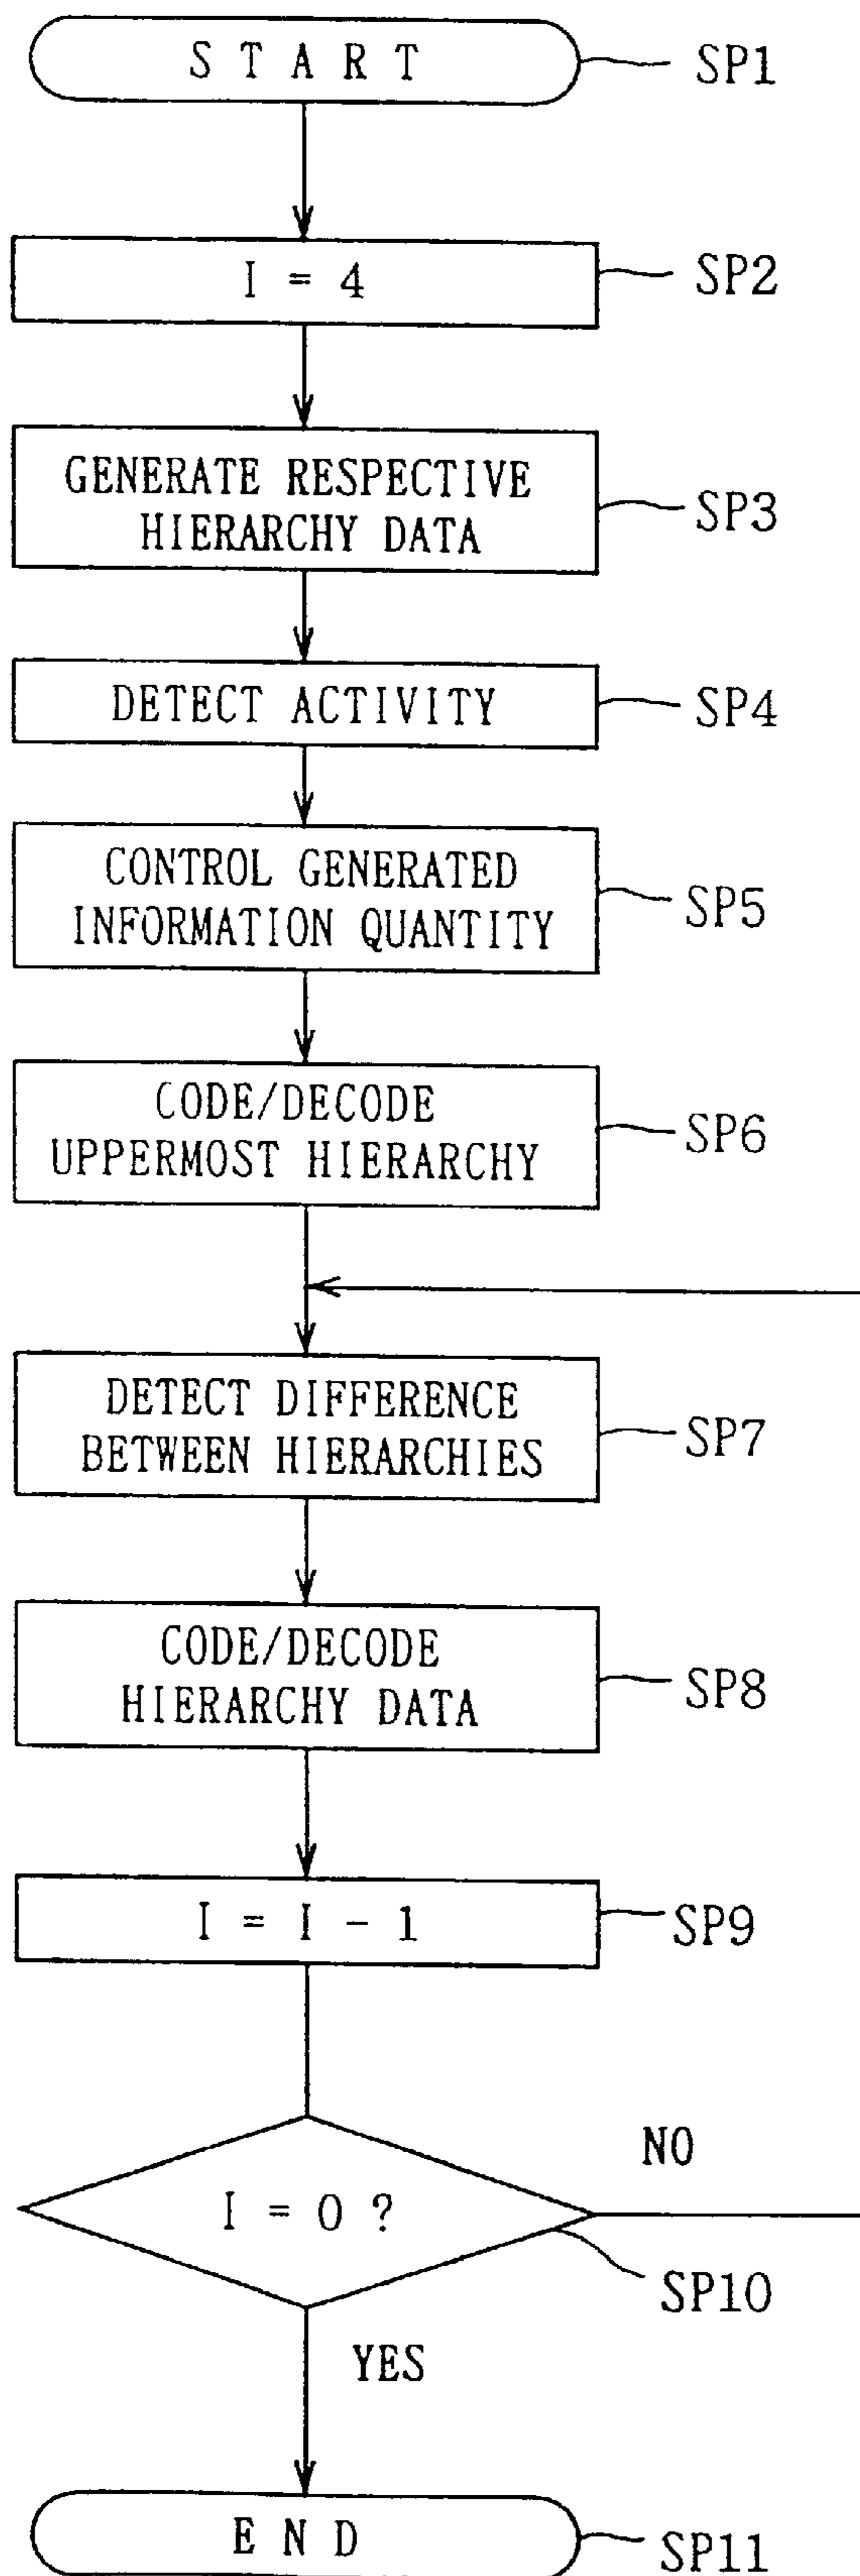 START
SP1
I = 4
SP2
GENERATE RESPECTIVE
HIERARCHY DATA
SP3
DETECT ACTIVITY
SP4
CONTROL GENERATED
INFORMATION QUANTITY
SP5
CODE/DECODE
UPPERMOST HIERARCHY
SP6
DETECT DIFFERENCE
BETWEEN HIERARCHIES
SP7
CODE/DECODE
HIERARCHY DATA
SP8
I = I - 1
SP9
NO
I = 0 ?
SP10
YES
END
SP11